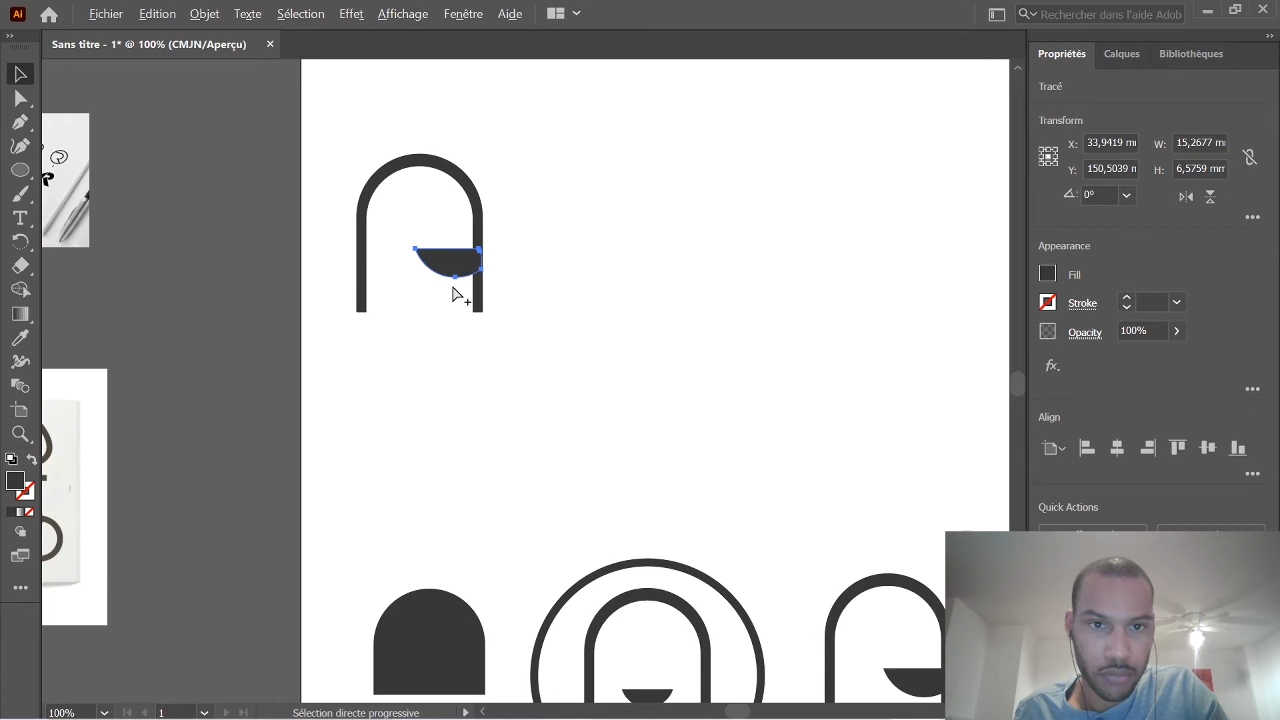 Ai Fichier Edition Objet Texte Sélection Effet Affichage Fenêtre Aide Rechercher dans l'aide Adob
Sans titre - 1* @ 100% (CMJN/Aperçu) ×
Propriétés Calques Bibliothèques
Tracé
Transform
X: 33,9419 mi W: 15,2677 mi
Y: 150,5039 n H: 6,5759 mm
0°
Appearance
Fill
Stroke
Opacity 100%
fx.
Align
Quick Actions
100% 1 Sélection directe progressive